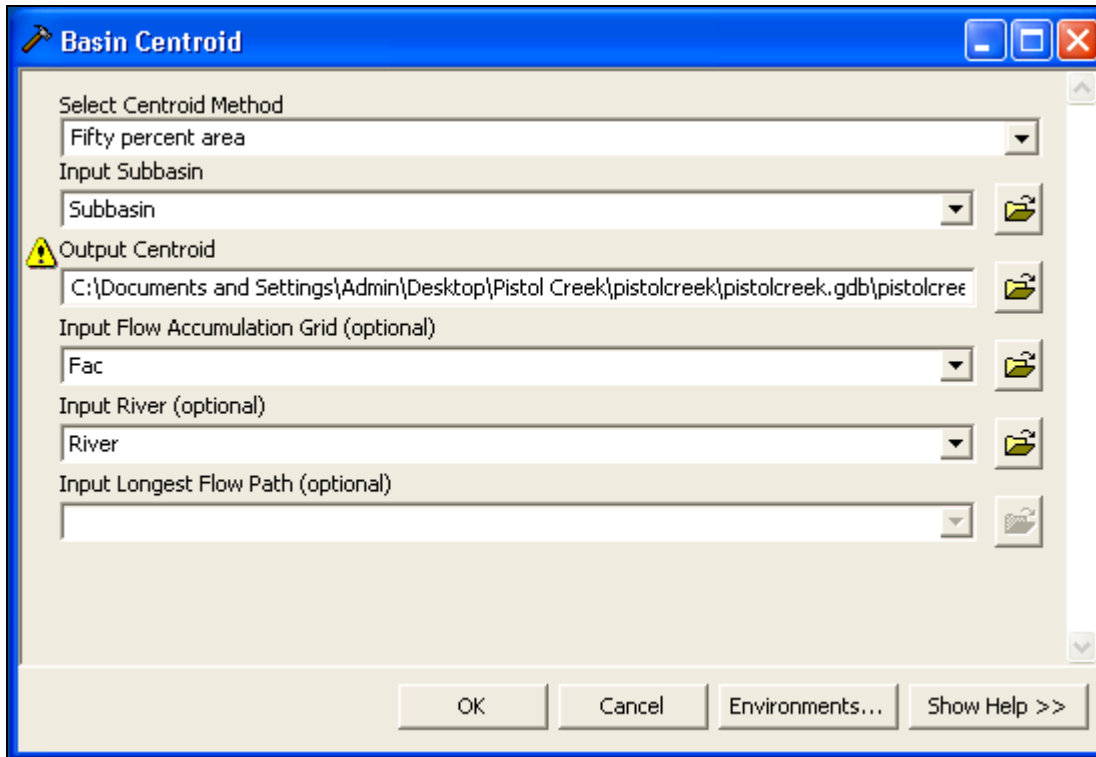 Basin Centroid
Select Centroid Method
Fifty percent area
Input Subbasin
Subbasin
Output Centroid
C:\Documents and Settings\Admin\Desktop\Pistol Creek\pistolcreek\pistolcreek.gdb\pistolcree
Input Flow Accumulation Grid (optional)
Fac
Input River (optional)
River
Input Longest Flow Path (optional)
OK Cancel Environments... Show Help >>